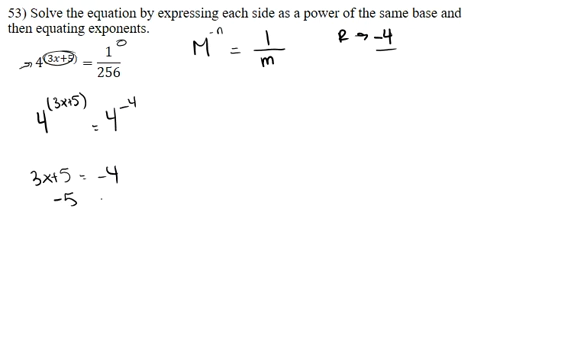 53) Solve the equation by expressing each side as a power of the same base and
then equating exponents.
→ 4^(3x+5) = 1/256
M^-n = 1/m
R → -4
4^(3x+5) = 4^-4
3x+5 = -4
-5